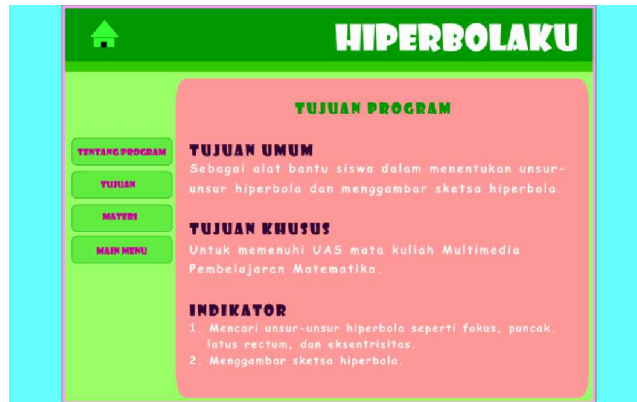 HIPERBOLAKU
TUJUAN PROGRAM
TENTANG PROGRAM
TUJUAN
MATERI
MAIN MENU
TUJUAN UMUM
Sebagai alat bantu siswa dalam menentukan unsur-
unsur hiperbola dan menggambar sketsa hiperbola.
TUJUAN KHUSUS
Untuk memenuhi UAS mata kuliah Multimedia
Pembelajaran Matematika.
INDIKATOR
1. Mencari unsur-unsur hiperbola seperti fokus, puncak.
latus rectum, dan eksentrisitas.
2. Menggambar sketsa hiperbola.